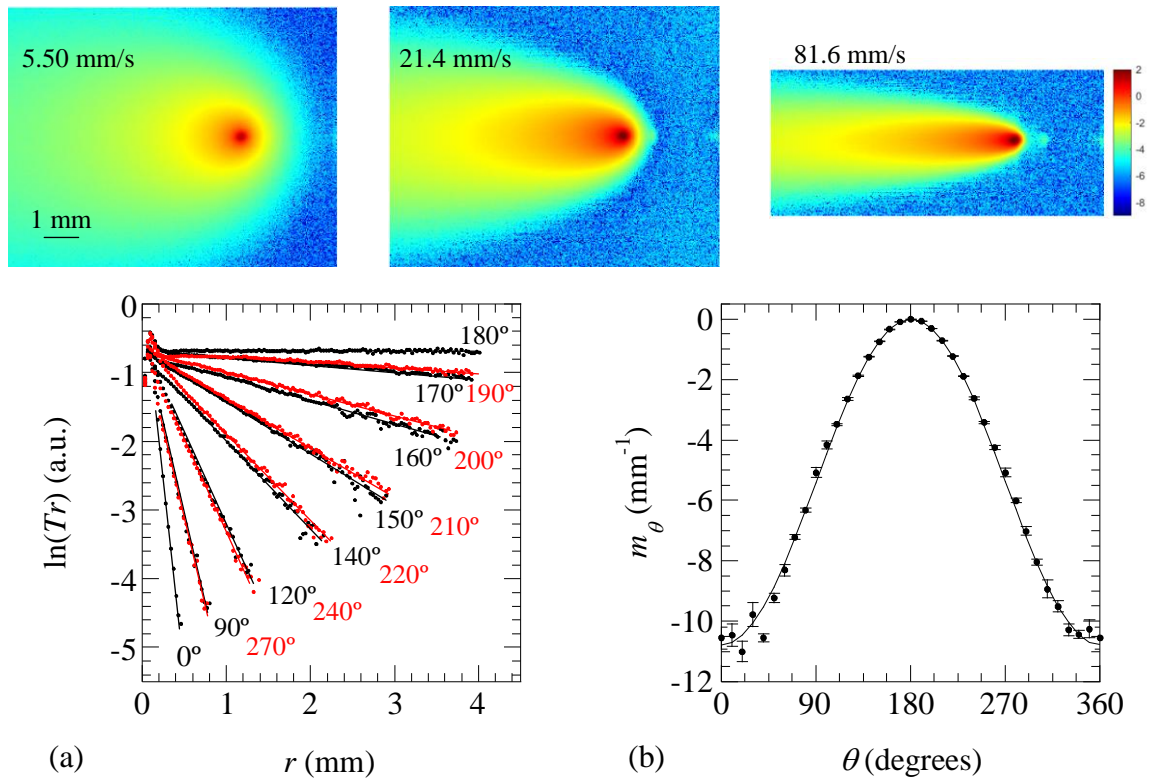 5.50 mm/s
21.4 mm/s
81.6 mm/s
1 mm
2
0
-2
-4
-6
-8
0
-1
-2
-3
-4
-5
ln(Tr) (a.u.)
180º
170º 190º
160º 200º
150º 210º
140º 220º
120º 240º
90º 270º
0º
0 1 2 3 4
(a) r (mm)
0
-2
-4
-6
-8
-10
-12
mθ (mm-1)
0 90 180 270 360
(b) θ (degrees)